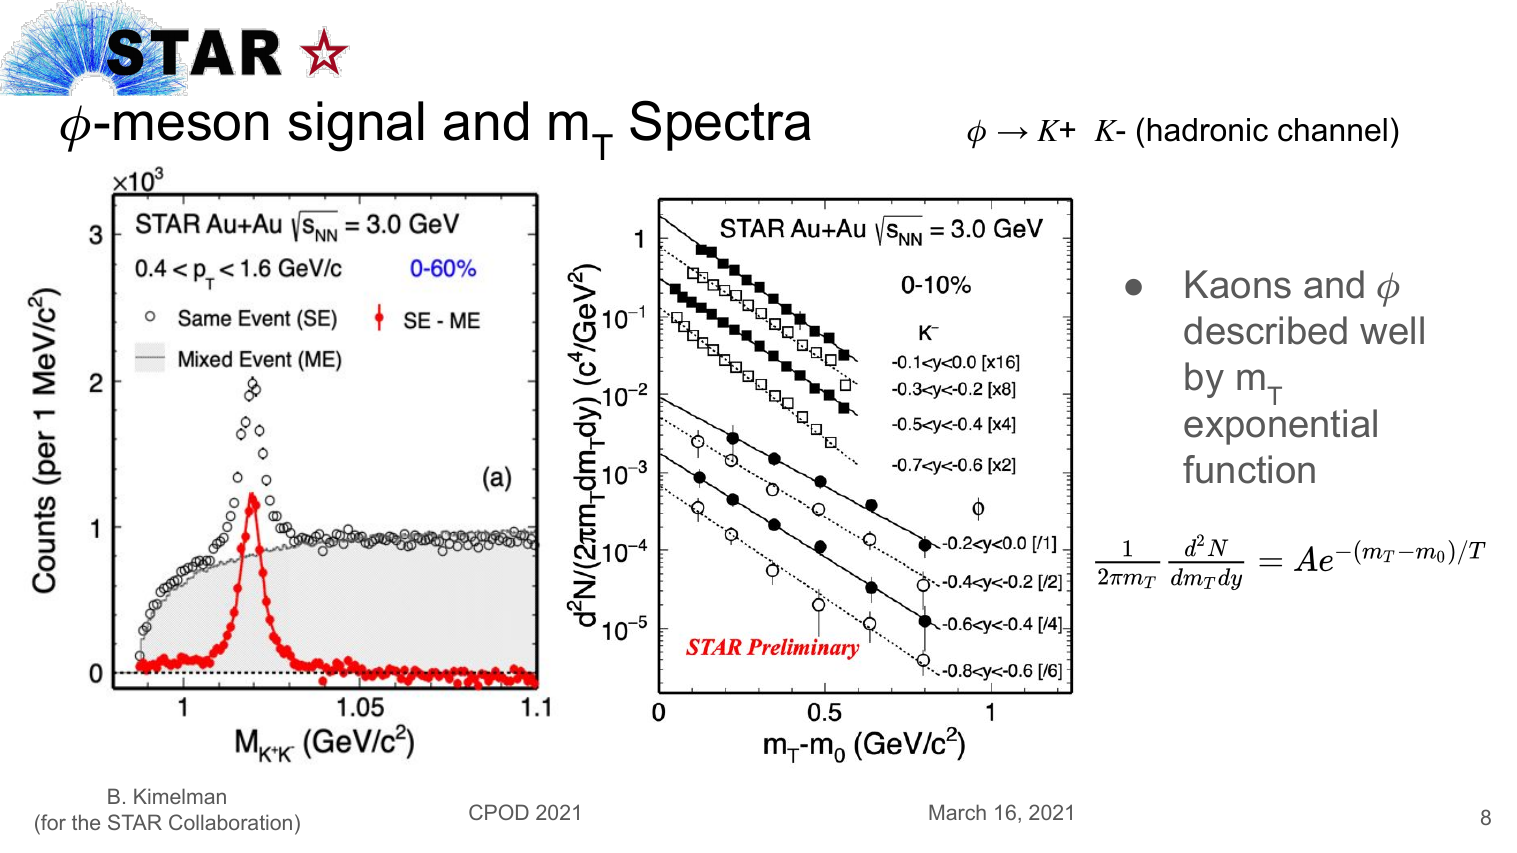 STAR ☆
ϕ-meson signal and m_T Spectra
ϕ → K+ K- (hadronic channel)
×10³
STAR Au+Au √s_NN = 3.0 GeV
0.4 < p_T < 1.6 GeV/c 0-60%
Same Event (SE) SE - ME
Mixed Event (ME)
(a)
Counts (per 1 MeV/c²)
3
2
1
0
1 1.05 1.1
M_K⁺K⁻ (GeV/c²)
STAR Au+Au √s_NN = 3.0 GeV
0-10%
K⁻
-0.1<y<0.0 [x16]
-0.3<y<-0.2 [x8]
-0.5<y<-0.4 [x4]
-0.7<y<-0.6 [x2]
ϕ
-0.2<y<0.0 [/1]
-0.4<y<-0.2 [/2]
-0.6<y<-0.4 [/4]
-0.8<y<-0.6 [/6]
STAR Preliminary
d²N/(2πm_Tdm_Tdy) (c⁴/GeV²)
1
10⁻¹
10⁻²
10⁻³
10⁻⁴
10⁻⁵
0 0.5 1
m_T-m_0 (GeV/c²)
● Kaons and ϕ
described well
by m_T
exponential
function
1/(2πm_T) d²N/(dm_T dy) = Ae^{-(m_T-m_0)/T}
B. Kimelman
(for the STAR Collaboration)
CPOD 2021
March 16, 2021
8